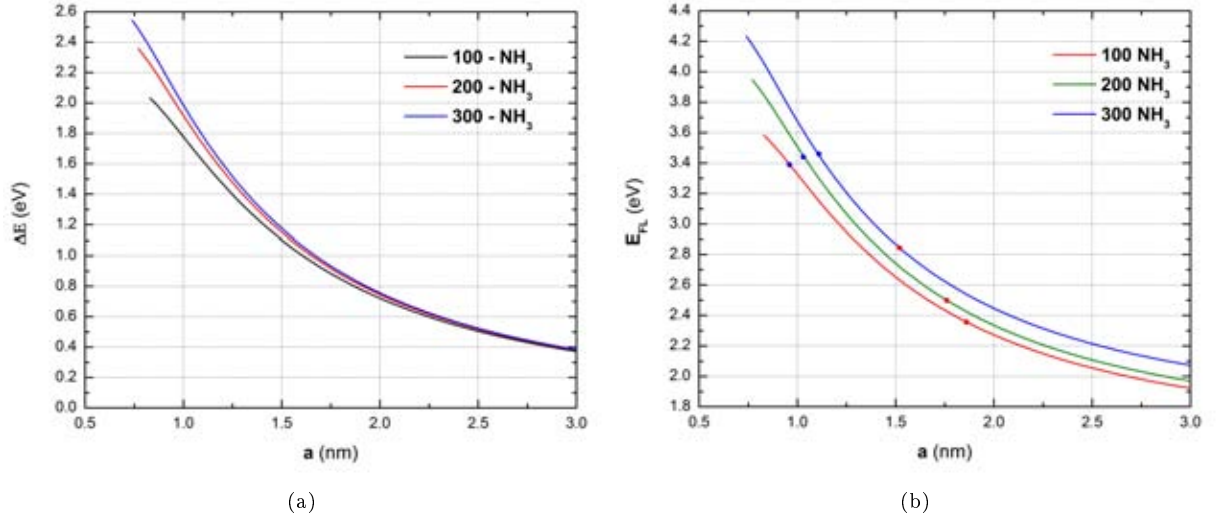 2.6
2.4
2.2
2.0
1.8
1.6
1.4
1.2
1.0
0.8
0.6
0.4
0.2
0.0
ΔE (eV)
100 - NH₃
200 - NH₃
300 - NH₃
0.5 1.0 1.5 2.0 2.5 3.0
a (nm)
(a)
4.4
4.2
4.0
3.8
3.6
3.4
3.2
3.0
2.8
2.6
2.4
2.2
2.0
1.8
E_FL (eV)
100 NH₃
200 NH₃
300 NH₃
0.5 1.0 1.5 2.0 2.5 3.0
a (nm)
(b)